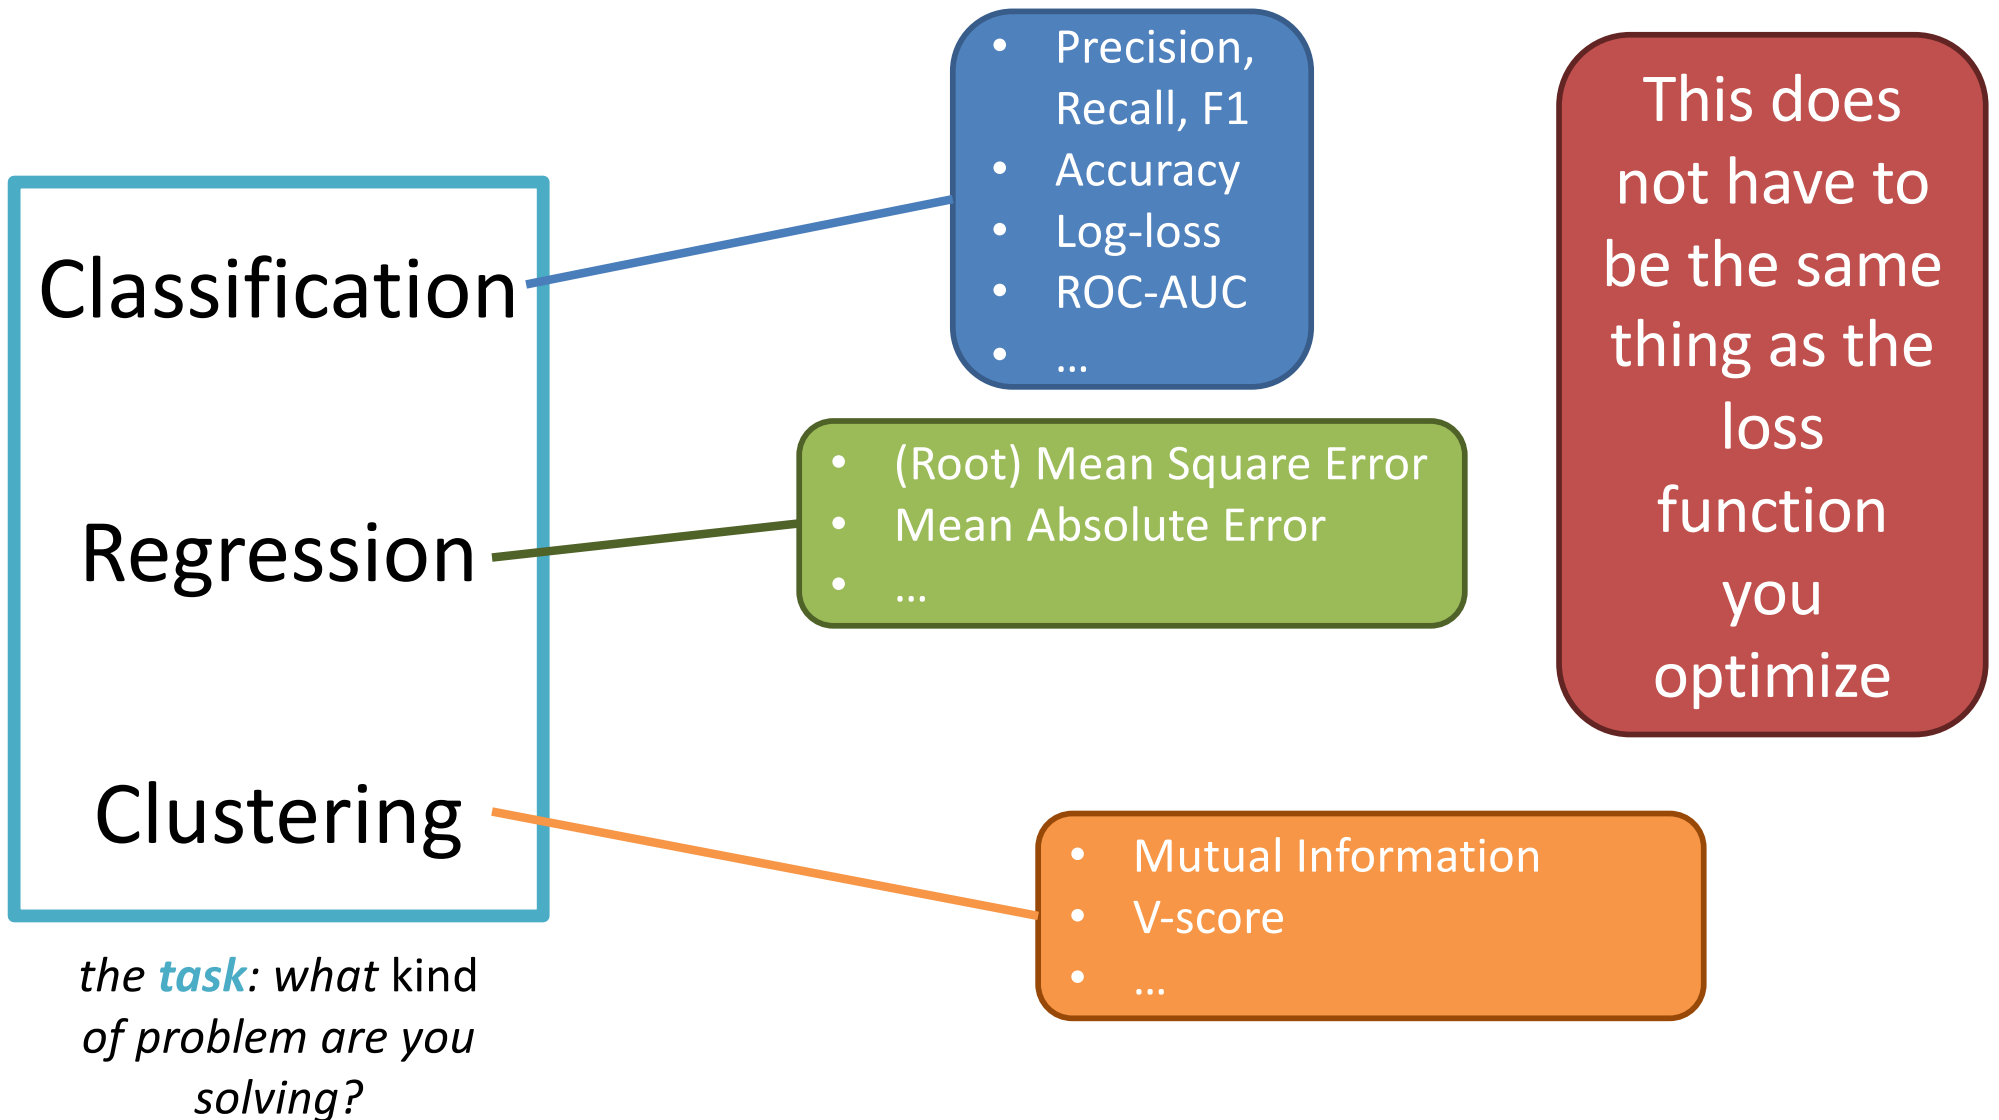 Classification
Regression
Clustering
the task: what kind
of problem are you
solving?
• Precision,
Recall, F1
• Accuracy
• Log-loss
• ROC-AUC
• …
• (Root) Mean Square Error
• Mean Absolute Error
• …
• Mutual Information
• V-score
• …
This does
not have to
be the same
thing as the
loss
function
you
optimize